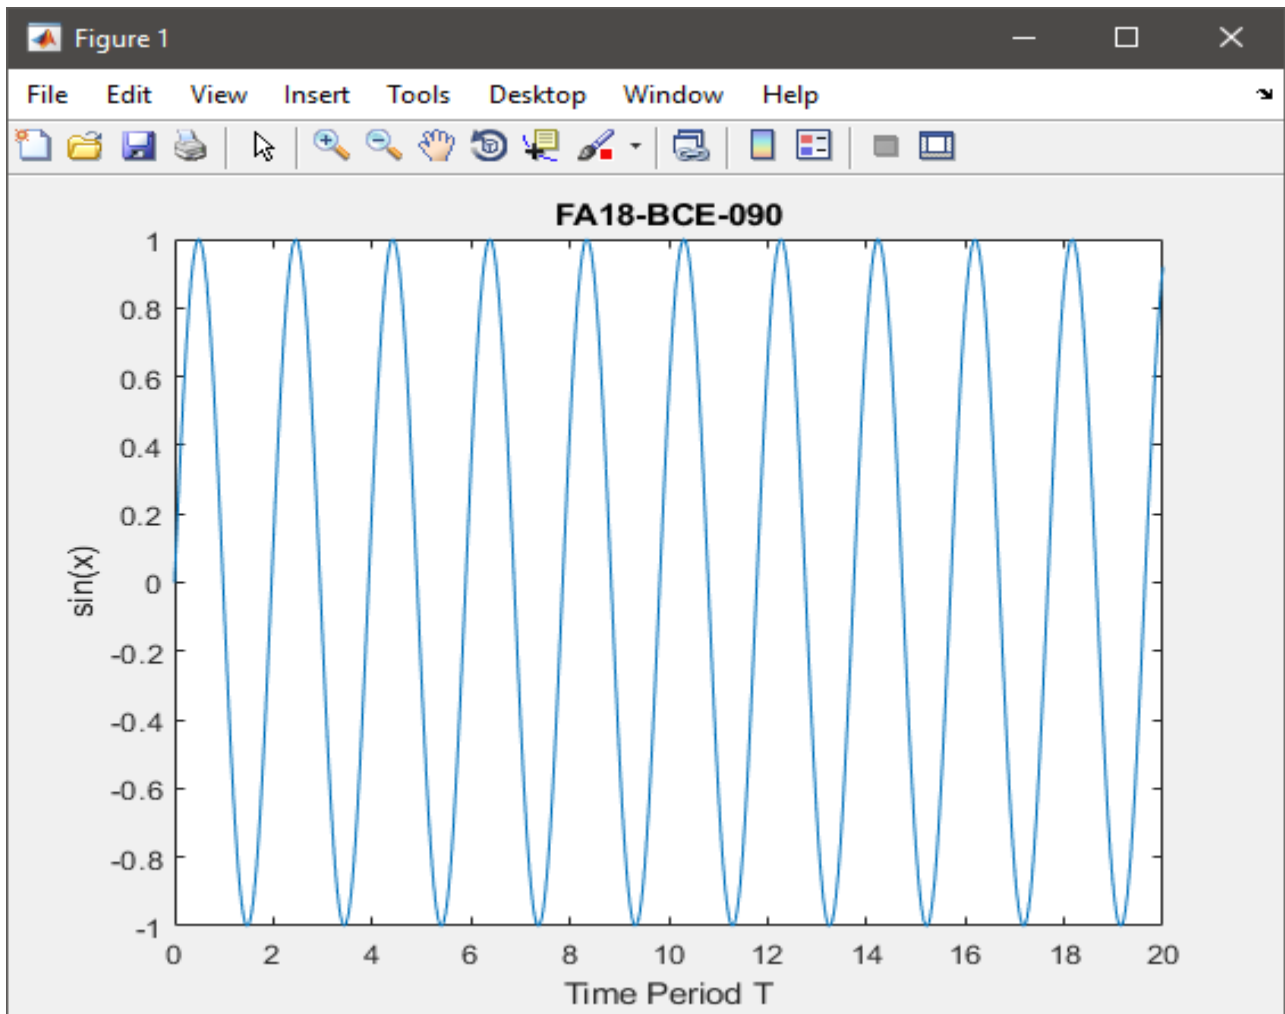 Figure 1
File Edit View Insert Tools Desktop Window Help
FA18-BCE-090
1
0.8
0.6
0.4
0.2
0
-0.2
-0.4
-0.6
-0.8
-1
sin(x)
0 2 4 6 8 10 12 14 16 18 20
Time Period T